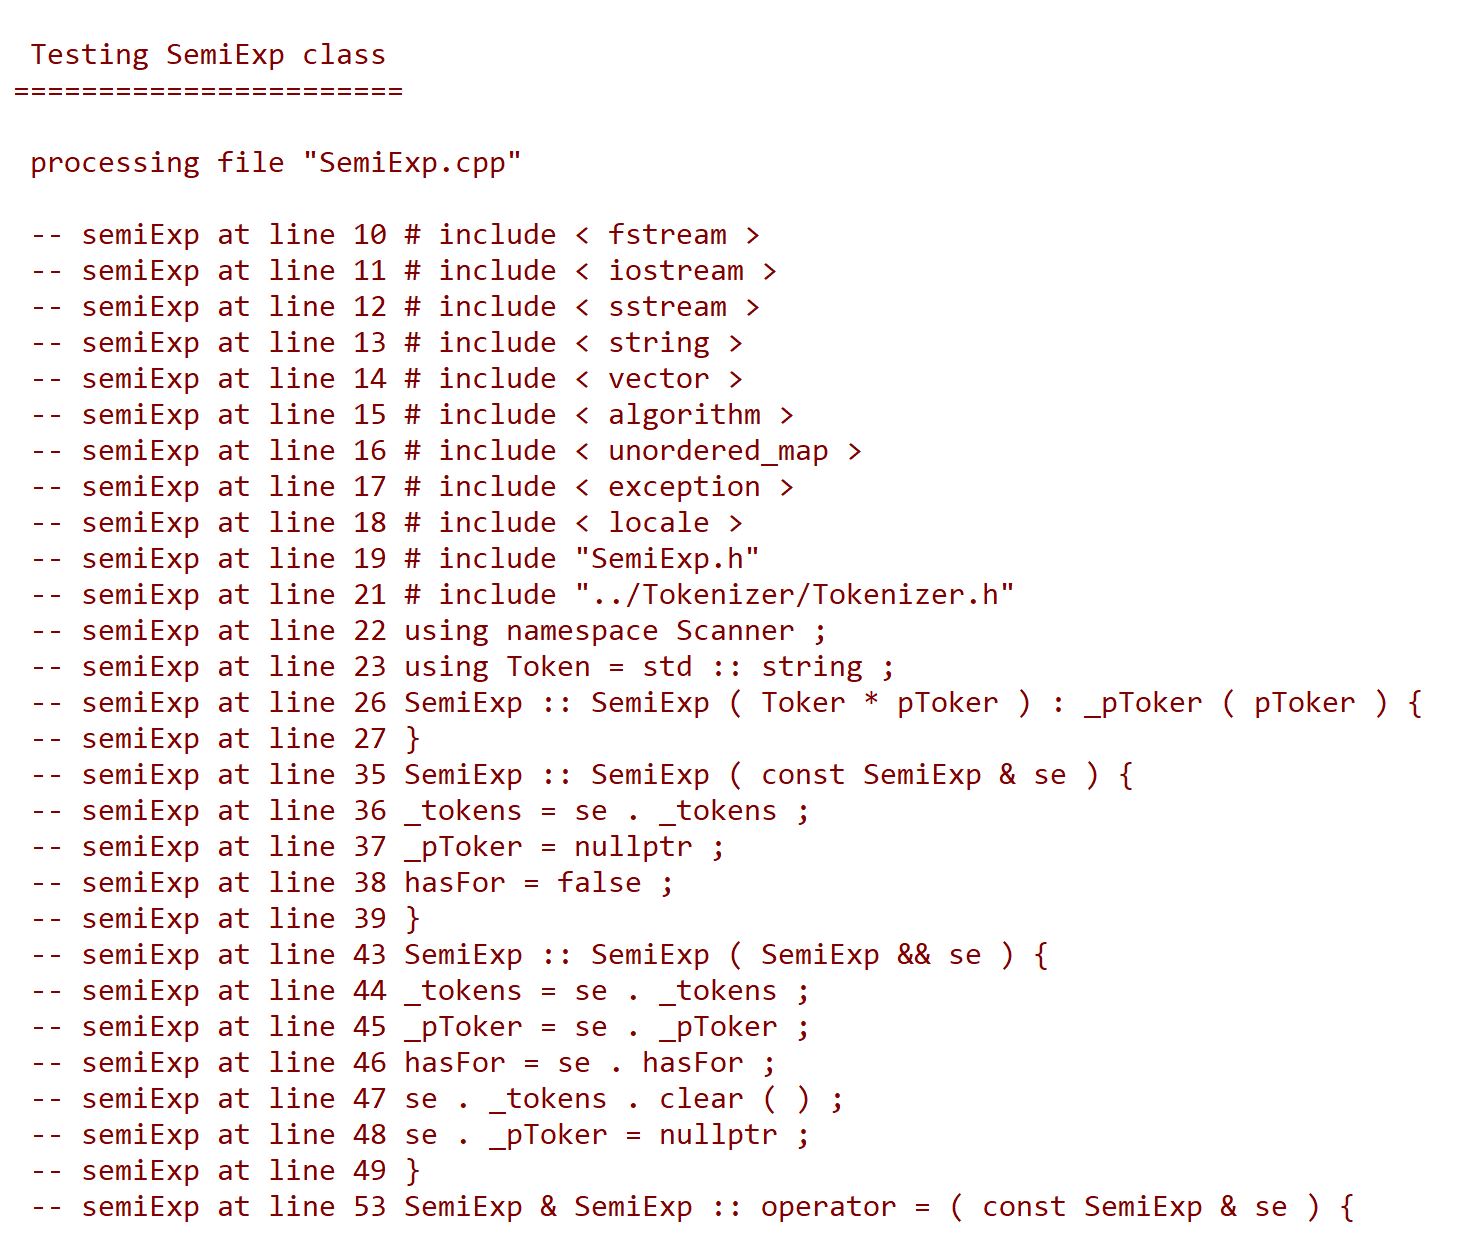 Testing SemiExp class
=======================
processing file "SemiExp.cpp"
-- semiExp at line 10 # include < fstream >
-- semiExp at line 11 # include < iostream >
-- semiExp at line 12 # include < sstream >
-- semiExp at line 13 # include < string >
-- semiExp at line 14 # include < vector >
-- semiExp at line 15 # include < algorithm >
-- semiExp at line 16 # include < unordered_map >
-- semiExp at line 17 # include < exception >
-- semiExp at line 18 # include < locale >
-- semiExp at line 19 # include "SemiExp.h"
-- semiExp at line 21 # include "../Tokenizer/Tokenizer.h"
-- semiExp at line 22 using namespace Scanner ;
-- semiExp at line 23 using Token = std :: string ;
-- semiExp at line 26 SemiExp :: SemiExp ( Toker * pToker ) : _pToker ( pToker ) {
-- semiExp at line 27 }
-- semiExp at line 35 SemiExp :: SemiExp ( const SemiExp & se ) {
-- semiExp at line 36 _tokens = se . _tokens ;
-- semiExp at line 37 _pToker = nullptr ;
-- semiExp at line 38 hasFor = false ;
-- semiExp at line 39 }
-- semiExp at line 43 SemiExp :: SemiExp ( SemiExp && se ) {
-- semiExp at line 44 _tokens = se . _tokens ;
-- semiExp at line 45 _pToker = se . _pToker ;
-- semiExp at line 46 hasFor = se . hasFor ;
-- semiExp at line 47 se . _tokens . clear ( ) ;
-- semiExp at line 48 se . _pToker = nullptr ;
-- semiExp at line 49 }
-- semiExp at line 53 SemiExp & SemiExp :: operator = ( const SemiExp & se ) {